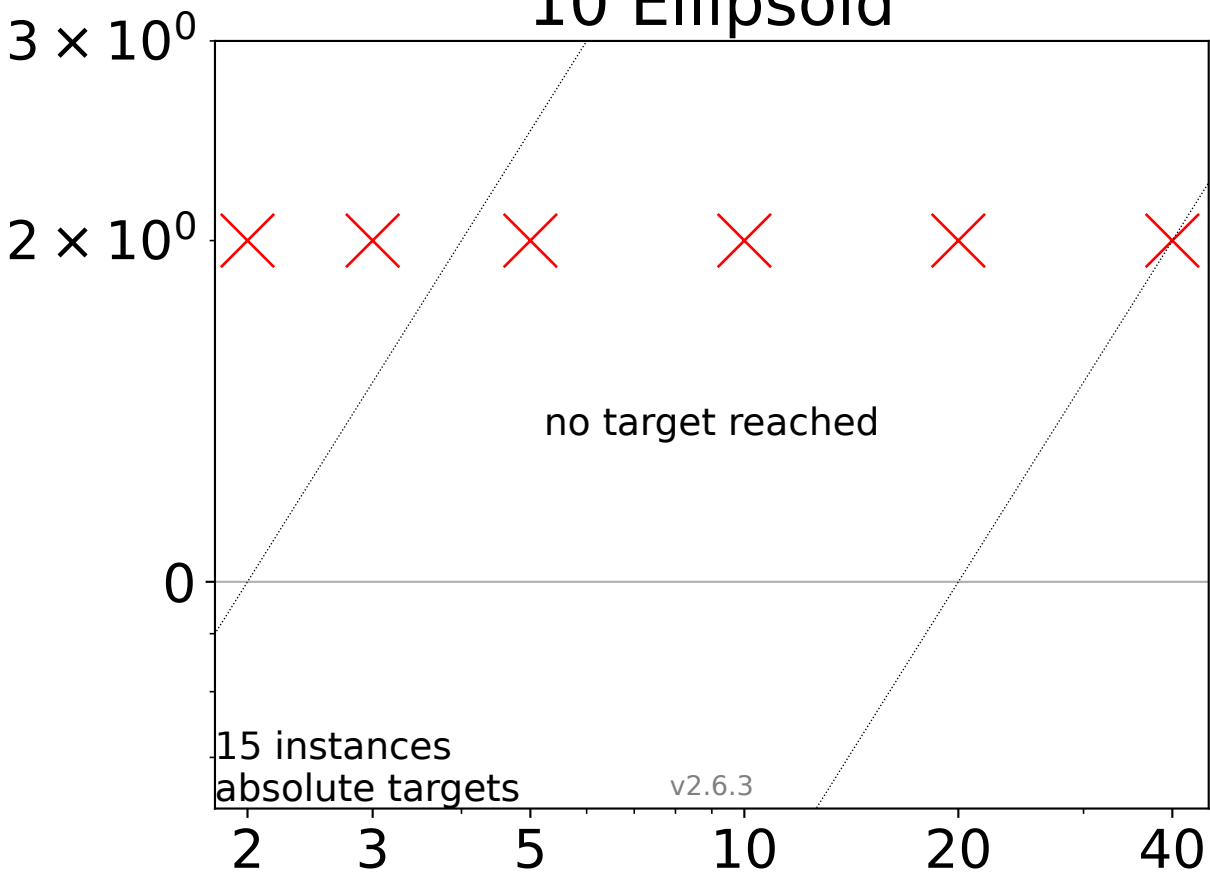 10 Ellipsoid
3 × 10⁰
2 × 10⁰
no target reached
0
15 instances
absolute targets
v2.6.3
2 3 5 10 20 40